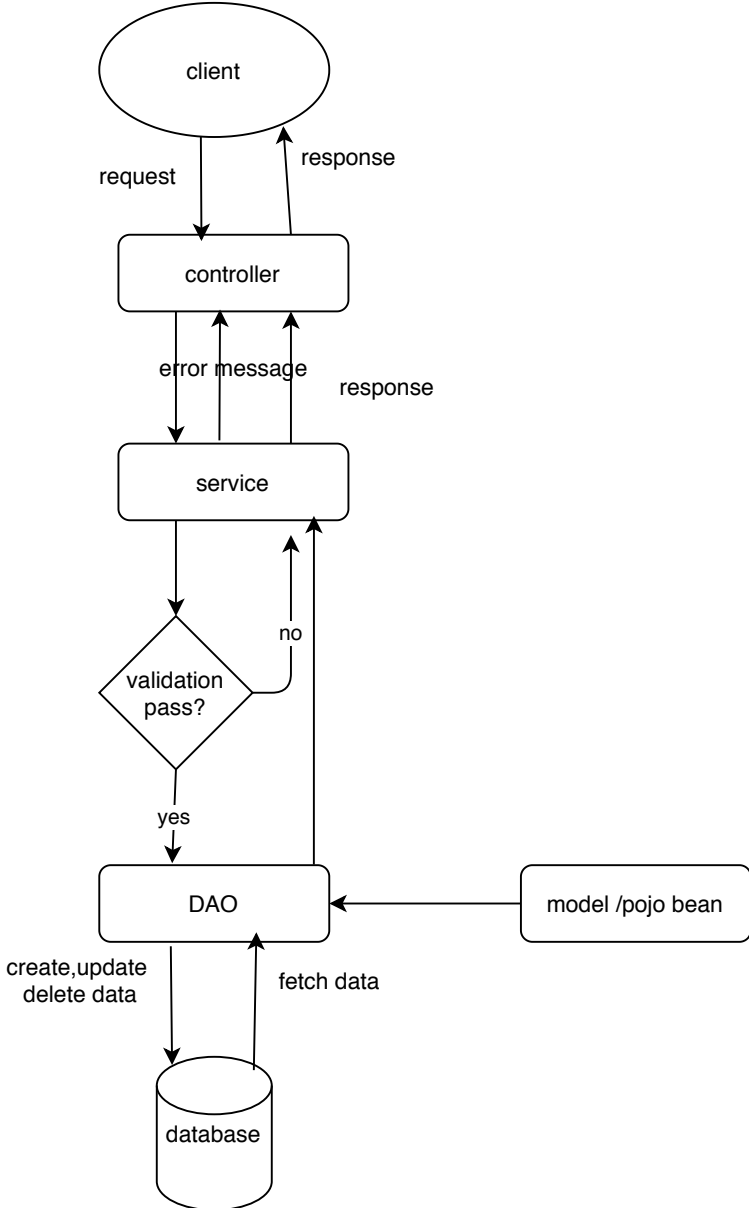 client
response
request
controller
error message
response
service
no
validation
pass?
yes
DAO
model /pojo bean
create,update
delete data
fetch data
database